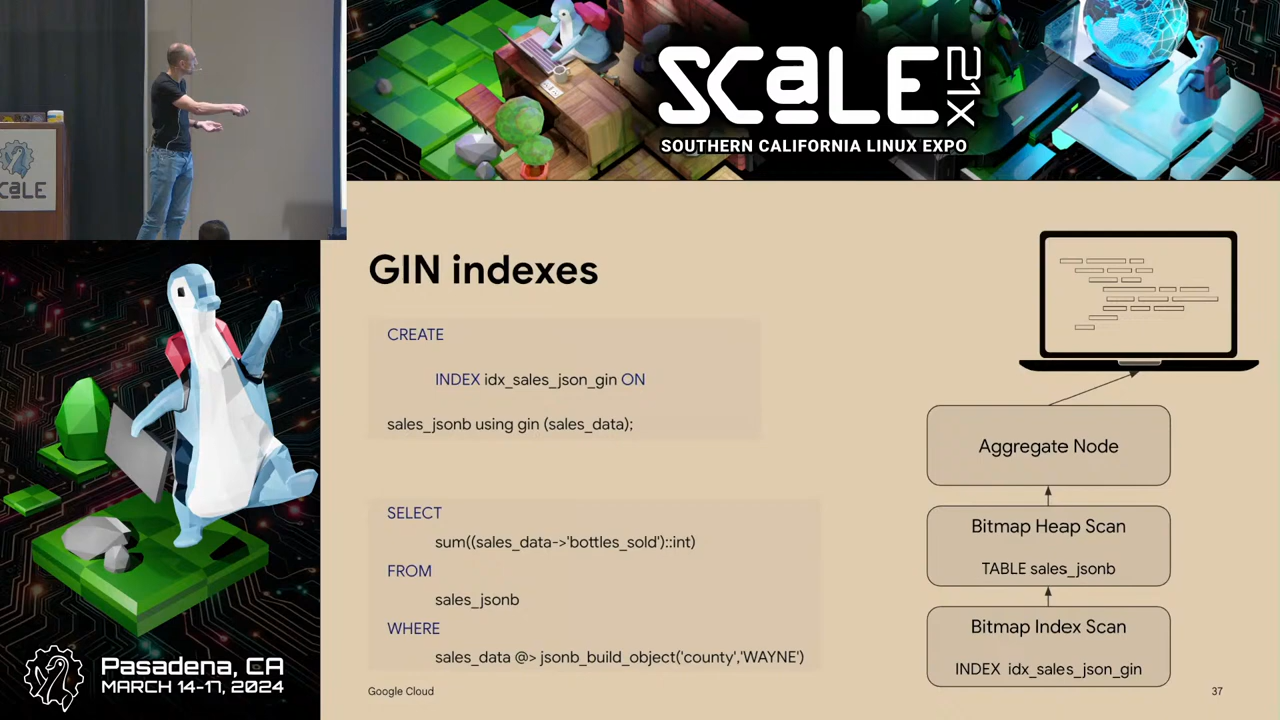 SCaLE
SCaLE 21X
SOUTHERN CALIFORNIA LINUX EXPO
GIN indexes
CREATE
INDEX idx_sales_json_gin ON
sales_jsonb using gin (sales_data);
SELECT
sum((sales_data->'bottles_sold')::int)
FROM
sales_jsonb
WHERE
sales_data @> jsonb_build_object('county','WAYNE')
Aggregate Node
Bitmap Heap Scan
TABLE sales_jsonb
Bitmap Index Scan
INDEX idx_sales_json_gin
Google Cloud
37
Pasadena, CA
MARCH 14-17, 2024